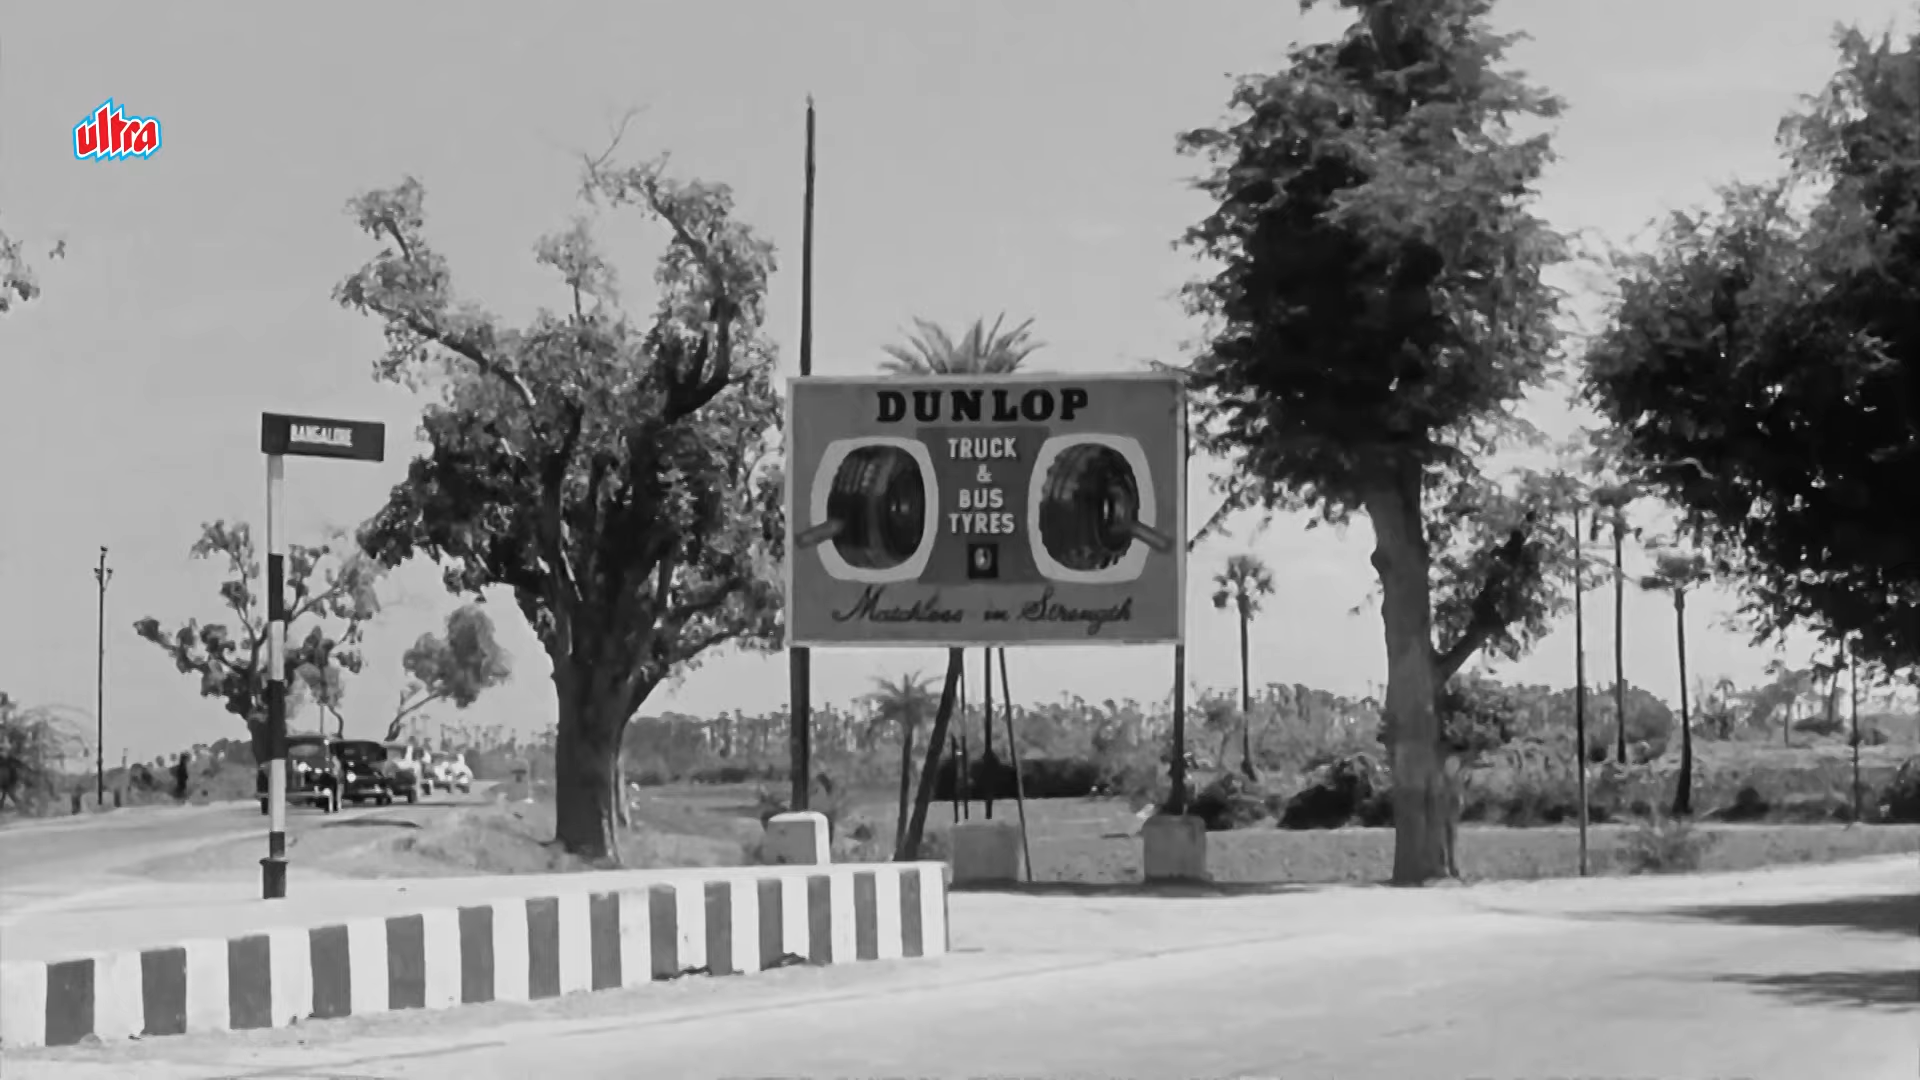 ultra
BANGALORE
DUNLOP
TRUCK
&
BUS
TYRES
Matchless in Strength